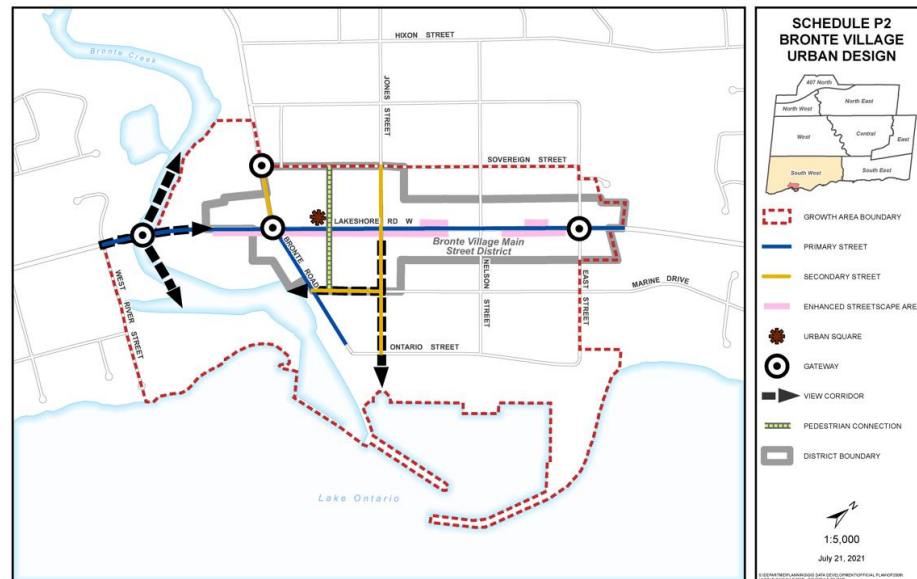 HIXON STREET
Bronte Creek
JONES STREET
SOVEREIGN STREET
LAKESHORE RD W
Bronte Village Main
Street District
BRONTE ROAD
NELSON STREET
EAST STREET
MARINE DRIVE
WEST RIVER STREET
ONTARIO STREET
Lake Ontario
SCHEDULE P2
BRONTE VILLAGE
URBAN DESIGN
407 North
North West
North East
West
Central
East
South West
South East
GROWTH AREA BOUNDARY
PRIMARY STREET
SECONDARY STREET
ENHANCED STREETSCAPE AREA
URBAN SQUARE
GATEWAY
VIEW CORRIDOR
PEDESTRIAN CONNECTION
DISTRICT BOUNDARY
N
1:5,000
July 21, 2021